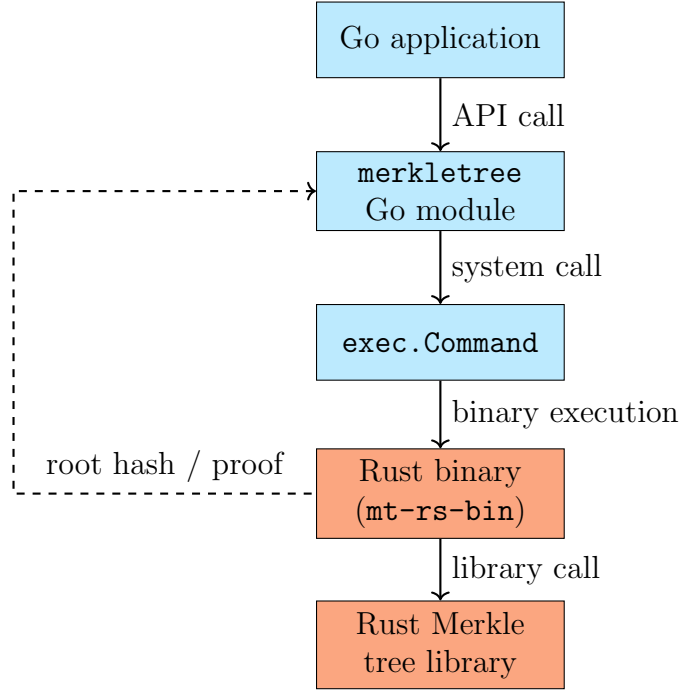 Go application
API call
merkletree
Go module
system call
exec.Command
binary execution
root hash / proof
Rust binary
(mt-rs-bin)
library call
Rust Merkle
tree library